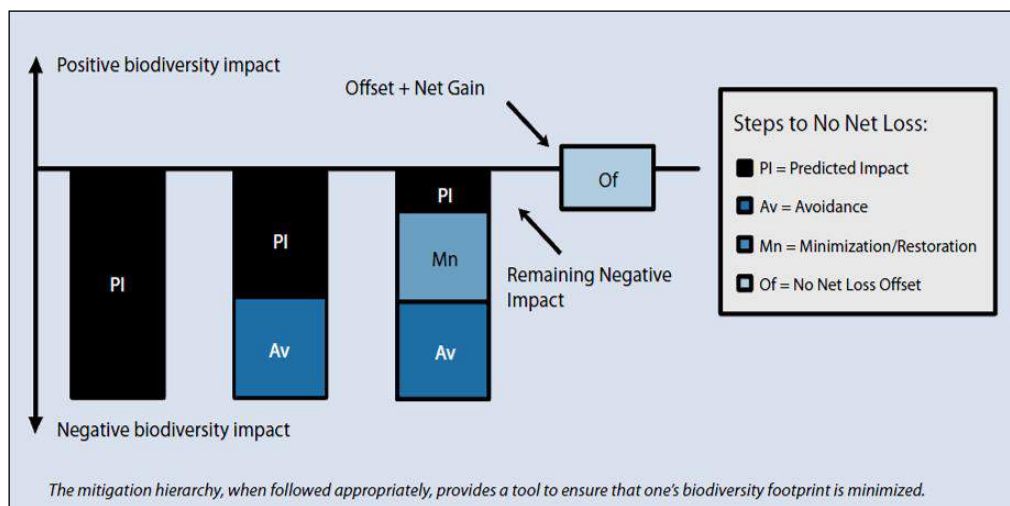 Positive biodiversity impact
Offset + Net Gain
Steps to No Net Loss:
PI = Predicted Impact
Av = Avoidance
Mn = Minimization/Restoration
Of = No Net Loss Offset
PI
PI
Av
PI
Mn
Av
Of
Remaining Negative
Impact
Negative biodiversity impact
The mitigation hierarchy, when followed appropriately, provides a tool to ensure that one's biodiversity footprint is minimized.